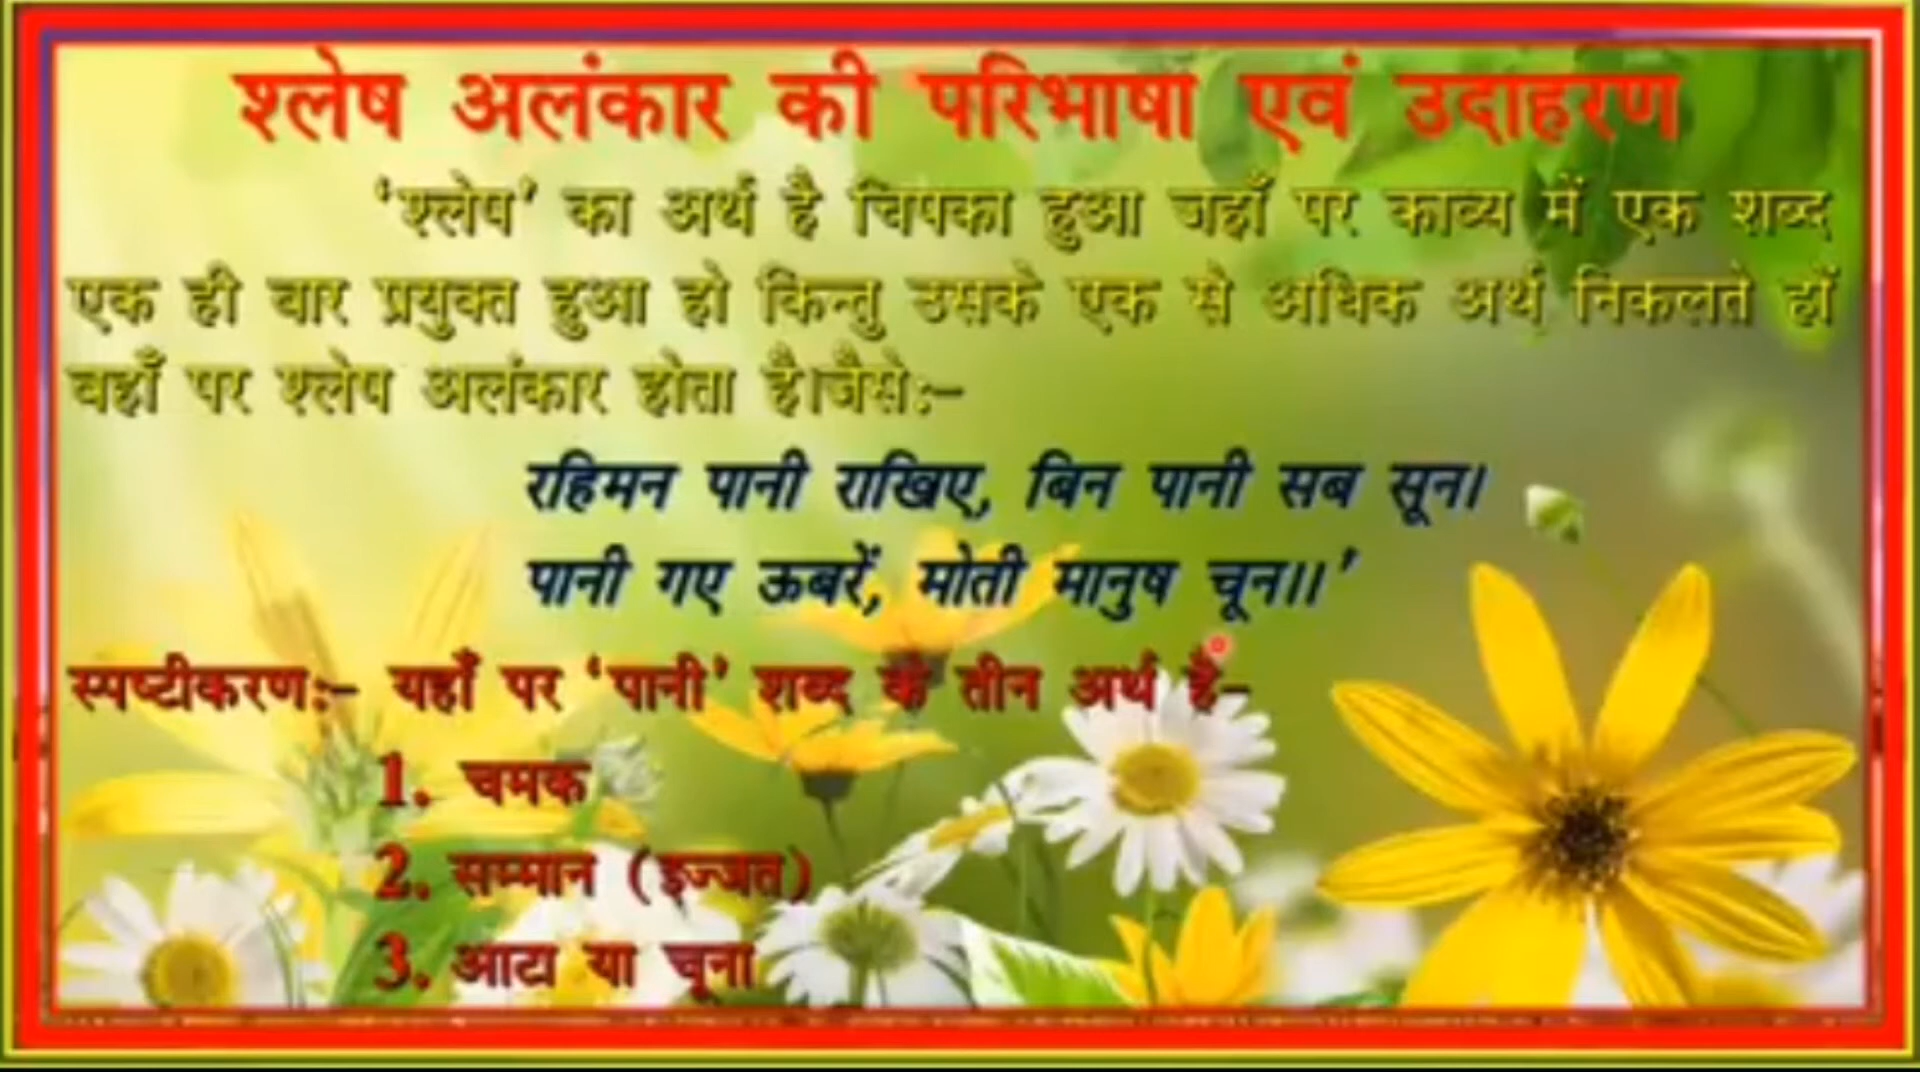 श्लेष अलंकार की परिभाषा एवं उदाहरण
‘श्लेष’ का अर्थ है चिपका हुआ जहाँ पर काव्य में एक शब्द
एक ही बार प्रयुक्त हुआ हो किन्तु उसके एक से अधिक अर्थ निकलते हों
वहाँ पर श्लेष अलंकार होता है।जैसे:–
रहिमन पानी राखिए, बिन पानी सब सून।
पानी गए ऊबरें, मोती मानुष चून।।’
स्पष्टीकरण:– यहाँ पर ‘पानी’ शब्द के तीन अर्थ है–
1. चमक
2. सम्मान (इज्जत)
3. आटा या चूना